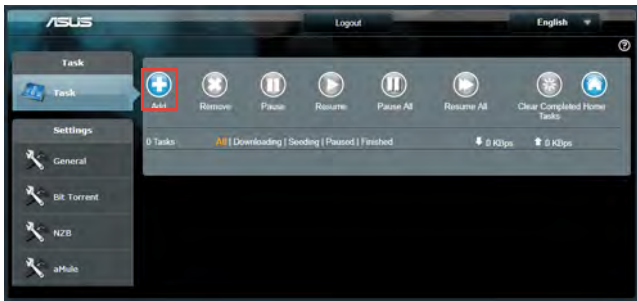 ASUS
Logout
English
Task
Task
Settings
General
Bit Torrent
NZB
aMule
Add
Remove
Pause
Resume
Pause All
Resume All
Clear Completed Tasks
Home
0 Tasks
All | Downloading | Seeding | Paused | Finished
0 KBps
0 KBps